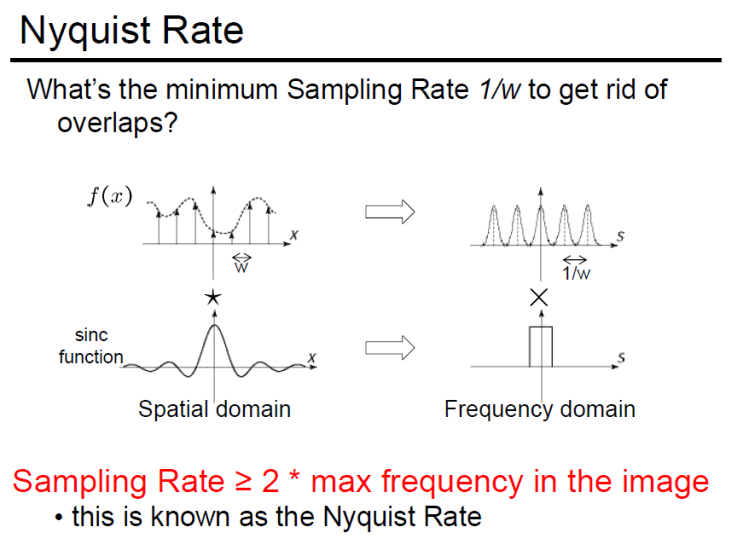 Nyquist Rate
What's the minimum Sampling Rate 1/w to get rid of
overlaps?
f(x)
X
S
W
1/w
★
×
sinc
function
X
S
Spatial domain
Frequency domain
Sampling Rate ≥ 2 * max frequency in the image
• this is known as the Nyquist Rate